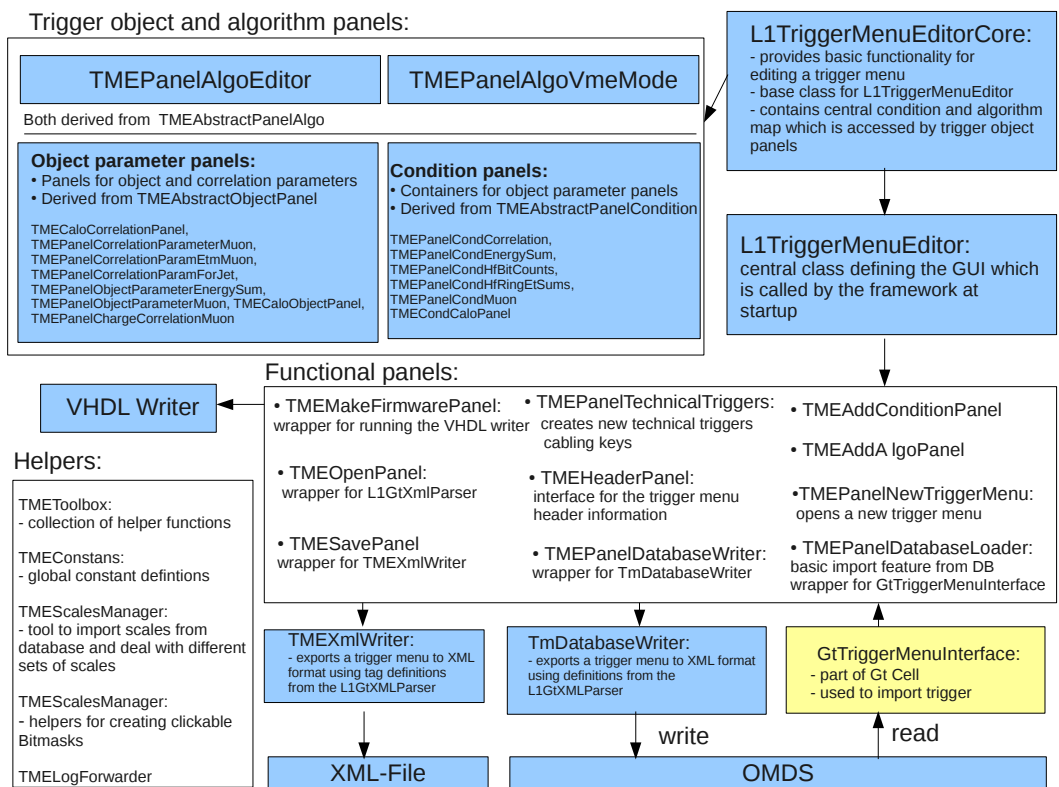 Trigger object and algorithm panels:
TMEPanelAlgoEditor
TMEPanelAlgoVmeMode
Both derived from TMEAbstractPanelAlgo
Object parameter panels:
• Panels for object and correlation parameters
• Derived from TMEAbstractObjectPanel
TMECaloCorrelationPanel,
TMEPanelCorrelationParameterMuon,
TMEPanelCorrelationParamEtmMuon,
TMEPanelCorrelationParamForJet,
TMEPanelObjectParameterEnergySum,
TMEPanelObjectParameterMuon, TMECaloObjectPanel,
TMEPanelChargeCorrelationMuon
Condition panels:
• Containers for object parameter panels
• Derived from TMEAbstractPanelCondition
TMEPanelCondCorrelation,
TMEPanelCondEnergySum,
TMEPanelCondHfBitCounts,
TMEPanelCondHfRingEtSums,
TMEPanelCondMuon
TMECondCaloPanel
L1TriggerMenuEditorCore:
- provides basic functionality for
editing a trigger menu
- base class for L1TriggerMenuEditor
- contains central condition and algorithm
map which is accessed by trigger object
panels
L1TriggerMenuEditor:
central class defining the GUI which
is called by the framework at
startup
Functional panels:
VHDL Writer
• TMEMakeFirmwarePanel:
wrapper for running the VHDL writer
• TMEOpenPanel:
wrapper for L1GtXmlParser
• TMESavePanel
wrapper for TMEXmlWriter
• TMEPanelTechnicalTriggers:
creates new technical triggers
cabling keys
• TMEHeaderPanel:
interface for the trigger menu
header information
• TMEPanelDatabaseWriter:
wrapper for TmDatabaseWriter
• TMEAddConditionPanel
• TMEAddA lgoPanel
•TMEPanelNewTriggerMenu:
opens a new trigger menu
• TMEPanelDatabaseLoader:
basic import feature from DB
wrapper for GtTriggerMenuInterface
Helpers:
TMEToolbox:
- collection of helper functions
TMEConstans:
- global constant defintions
TMEScalesManager:
- tool to import scales from
database and deal with different
sets of scales
TMEScalesManager:
- helpers for creating clickable
Bitmasks
TMELogForwarder
TMEXmlWriter:
- exports a trigger menu to XML
format using tag definitions
from the L1GtXMLParser
TmDatabaseWriter:
- exports a trigger menu to XML format
using definitions from the
L1GtXMLParser
GtTriggerMenuInterface:
- part of Gt Cell
- used to import trigger
write
read
XML-File
OMDS